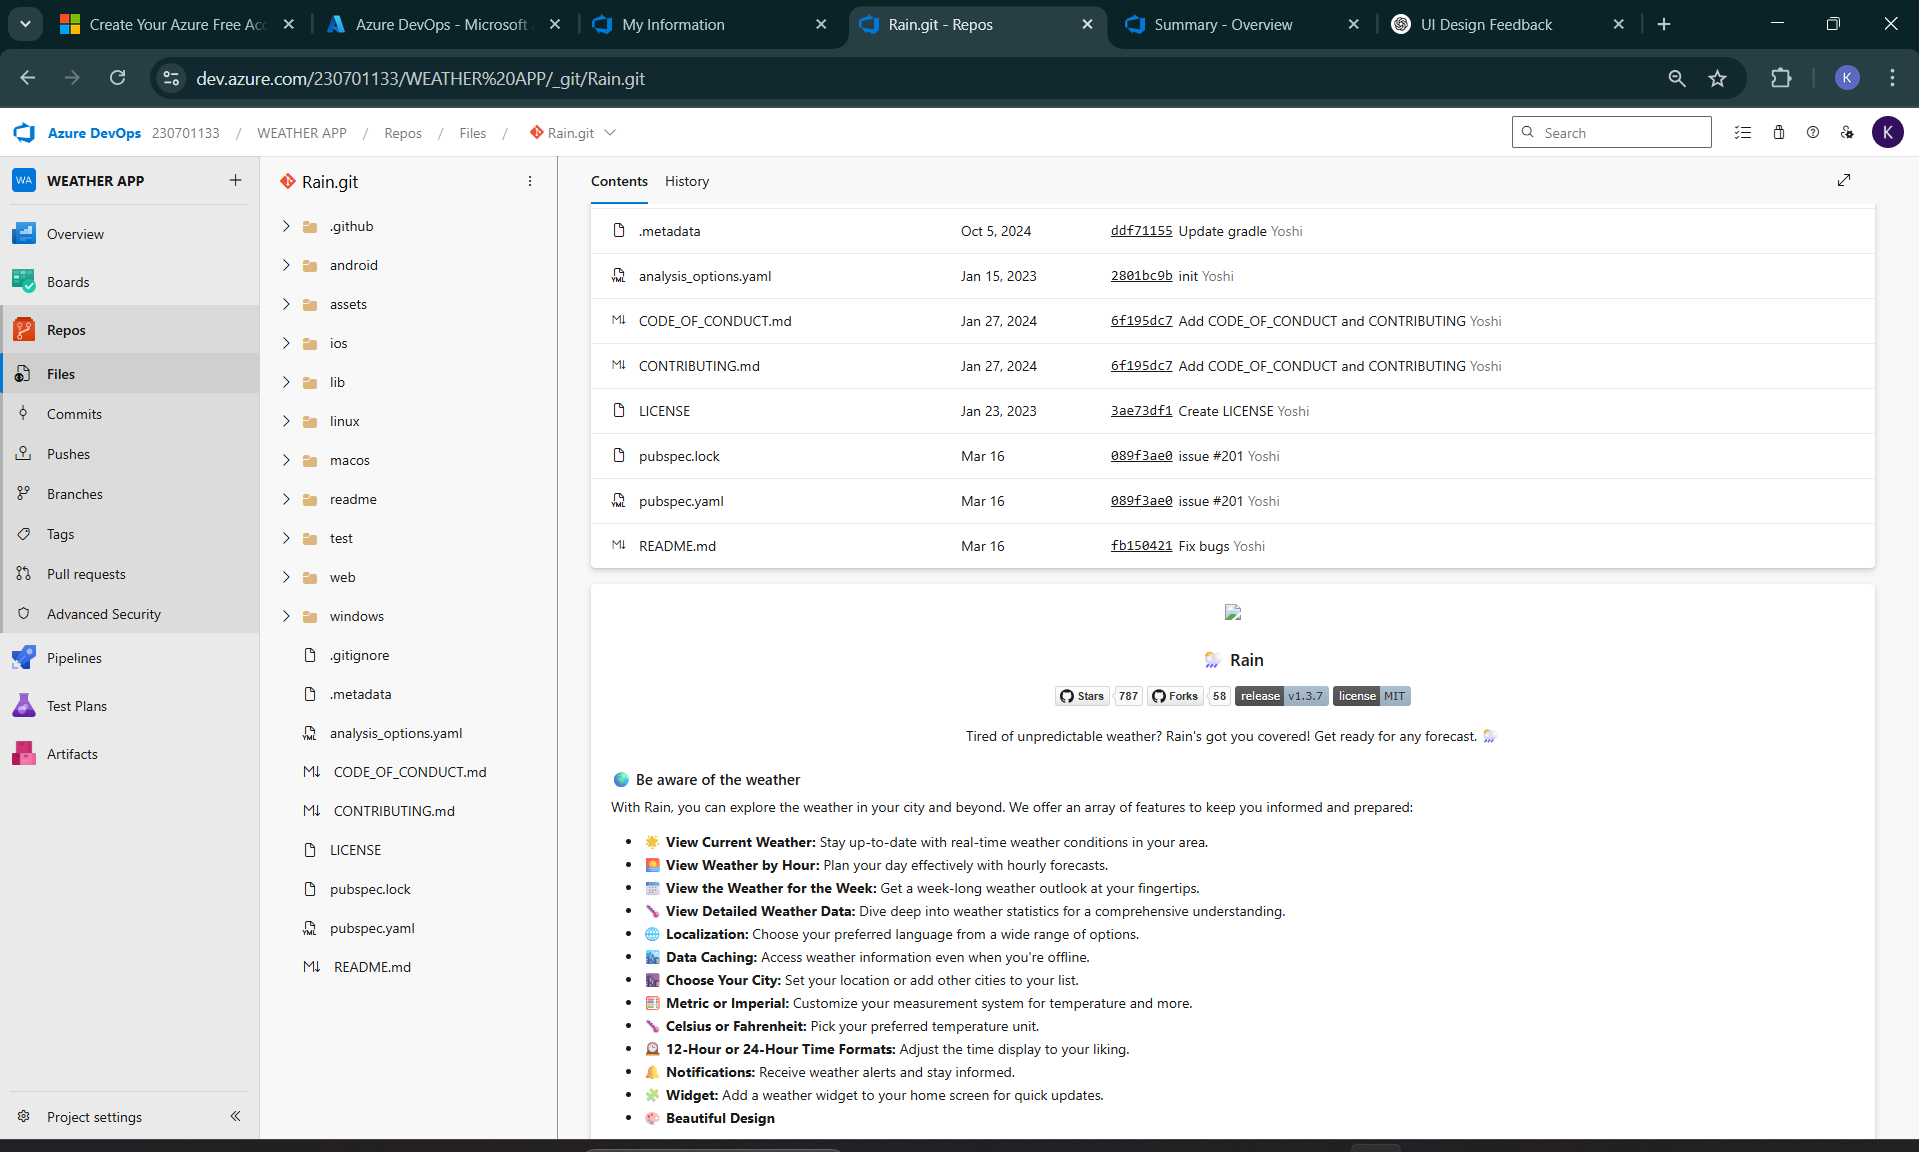 Create Your Azure Free Acc
Azure DevOps - Microsoft
My Information
Rain.git - Repos
Summary - Overview
UI Design Feedback
dev.azure.com/230701133/WEATHER%20APP/_git/Rain.git
K
Azure DevOps 230701133 / WEATHER APP / Repos / Files / Rain.git
Search
K
WA WEATHER APP
Overview
Boards
Repos
Files
Commits
Pushes
Branches
Tags
Pull requests
Advanced Security
Pipelines
Test Plans
Artifacts
Project settings
Rain.git
.github
android
assets
ios
lib
linux
macos
readme
test
web
windows
.gitignore
.metadata
YML analysis_options.yaml
M↓ CODE_OF_CONDUCT.md
M↓ CONTRIBUTING.md
LICENSE
pubspec.lock
YML pubspec.yaml
M↓ README.md
Contents History
.metadata Oct 5, 2024 ddf71155 Update gradle Yoshi
YML analysis_options.yaml Jan 15, 2023 2801bc9b init Yoshi
M↓ CODE_OF_CONDUCT.md Jan 27, 2024 6f195dc7 Add CODE_OF_CONDUCT and CONTRIBUTING Yoshi
M↓ CONTRIBUTING.md Jan 27, 2024 6f195dc7 Add CODE_OF_CONDUCT and CONTRIBUTING Yoshi
LICENSE Jan 23, 2023 3ae73df1 Create LICENSE Yoshi
pubspec.lock Mar 16 089f3ae0 issue #201 Yoshi
YML pubspec.yaml Mar 16 089f3ae0 issue #201 Yoshi
M↓ README.md Mar 16 fb150421 Fix bugs Yoshi
🌦️ Rain
Stars 787 Forks 58 release v1.3.7 license MIT
Tired of unpredictable weather? Rain's got you covered! Get ready for any forecast. 🌦️
🌍 Be aware of the weather
With Rain, you can explore the weather in your city and beyond. We offer an array of features to keep you informed and prepared:
• 🌟 View Current Weather: Stay up-to-date with real-time weather conditions in your area.
• 🌅 View Weather by Hour: Plan your day effectively with hourly forecasts.
• 📅 View the Weather for the Week: Get a week-long weather outlook at your fingertips.
• 🌡️ View Detailed Weather Data: Dive deep into weather statistics for a comprehensive understanding.
• 🌐 Localization: Choose your preferred language from a wide range of options.
• 🏙️ Data Caching: Access weather information even when you're offline.
• 🌆 Choose Your City: Set your location or add other cities to your list.
• 🧮 Metric or Imperial: Customize your measurement system for temperature and more.
• 🌡️ Celsius or Fahrenheit: Pick your preferred temperature unit.
• 🕰️ 12-Hour or 24-Hour Time Formats: Adjust the time display to your liking.
• 🔔 Notifications: Receive weather alerts and stay informed.
• 🧩 Widget: Add a weather widget to your home screen for quick updates.
• 🎨 Beautiful Design